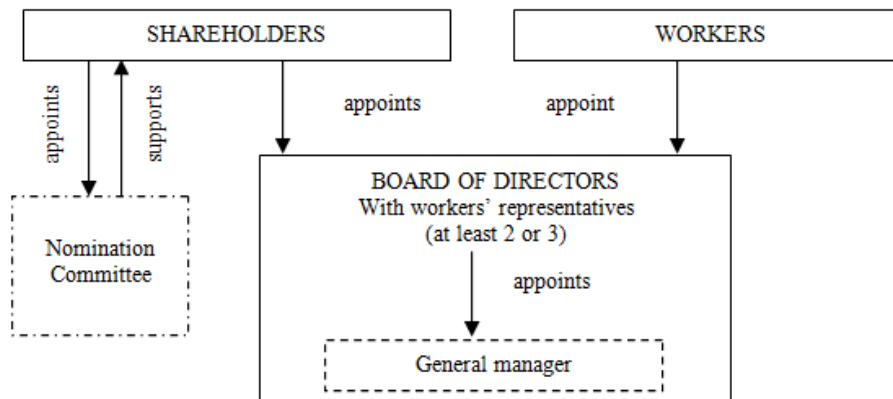 SHAREHOLDERS
WORKERS
appoints
supports
appoints
appoint
BOARD OF DIRECTORS
With workers’ representatives
(at least 2 or 3)
Nomination
Committee
appoints
General manager